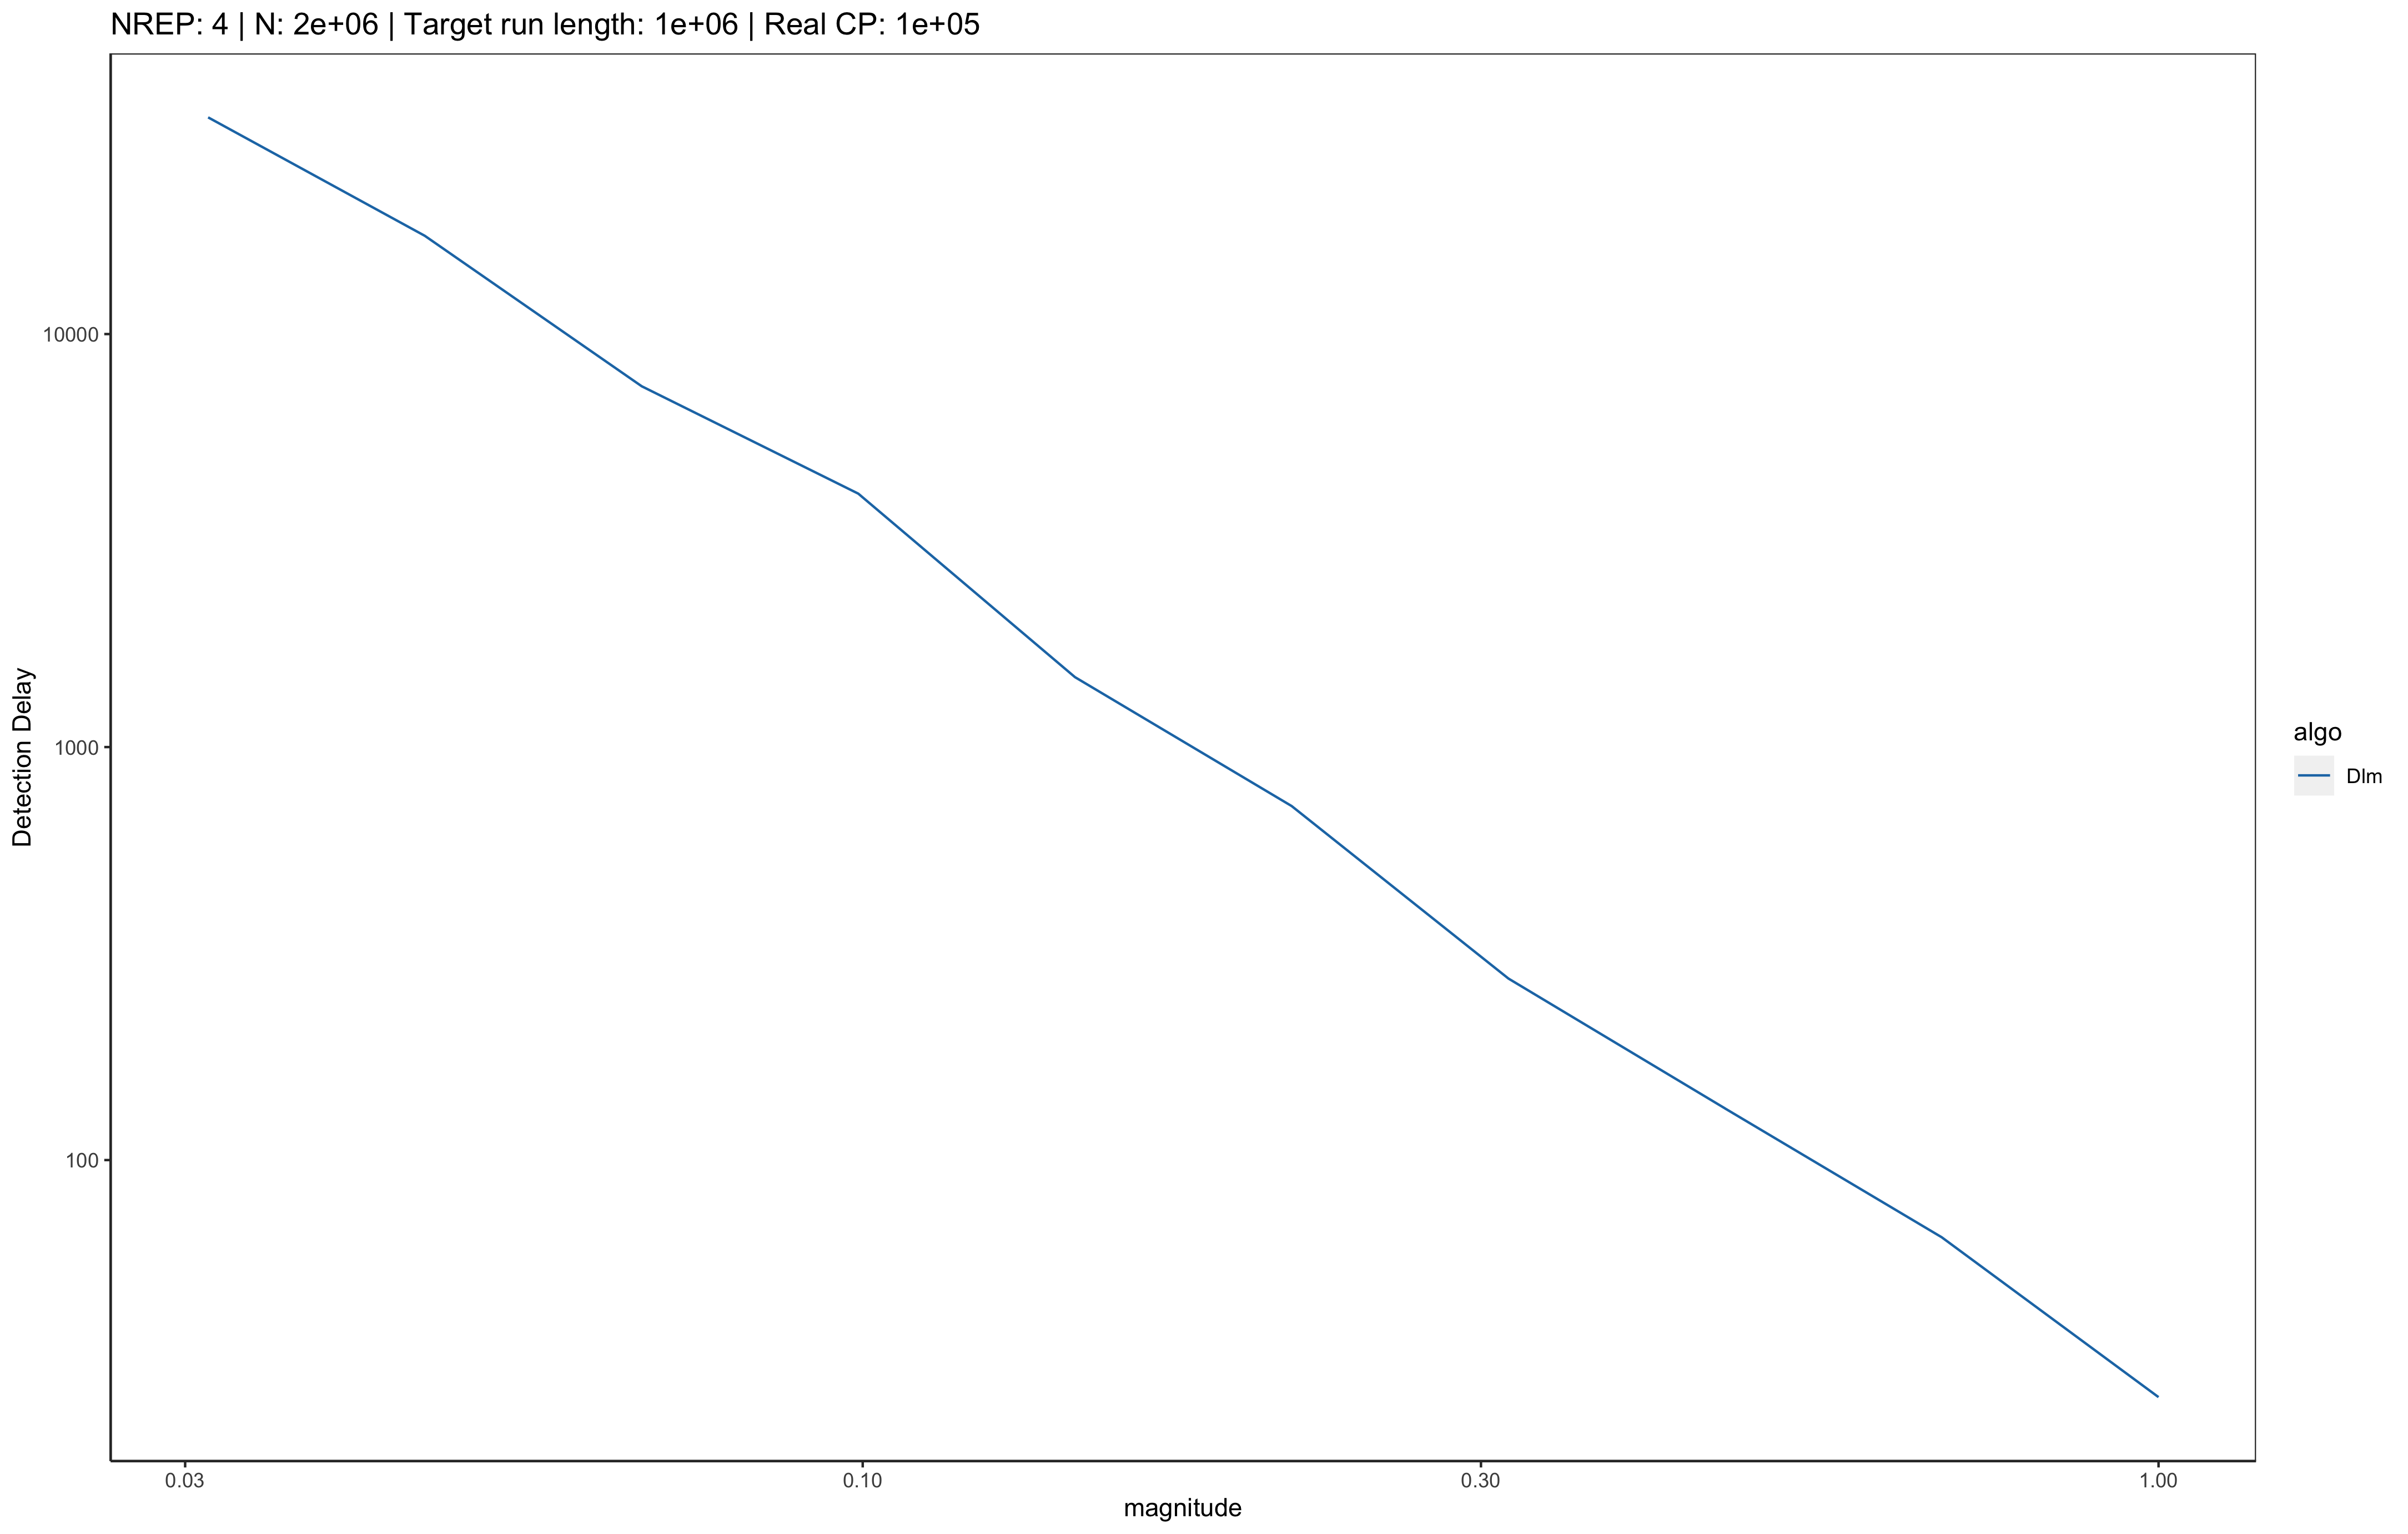 NREP: 4 | N: 2e+06 | Target run length: 1e+06 | Real CP: 1e+05
Detection Delay
10000
1000
100
0.03
0.10
0.30
1.00
magnitude
algo
Dlm